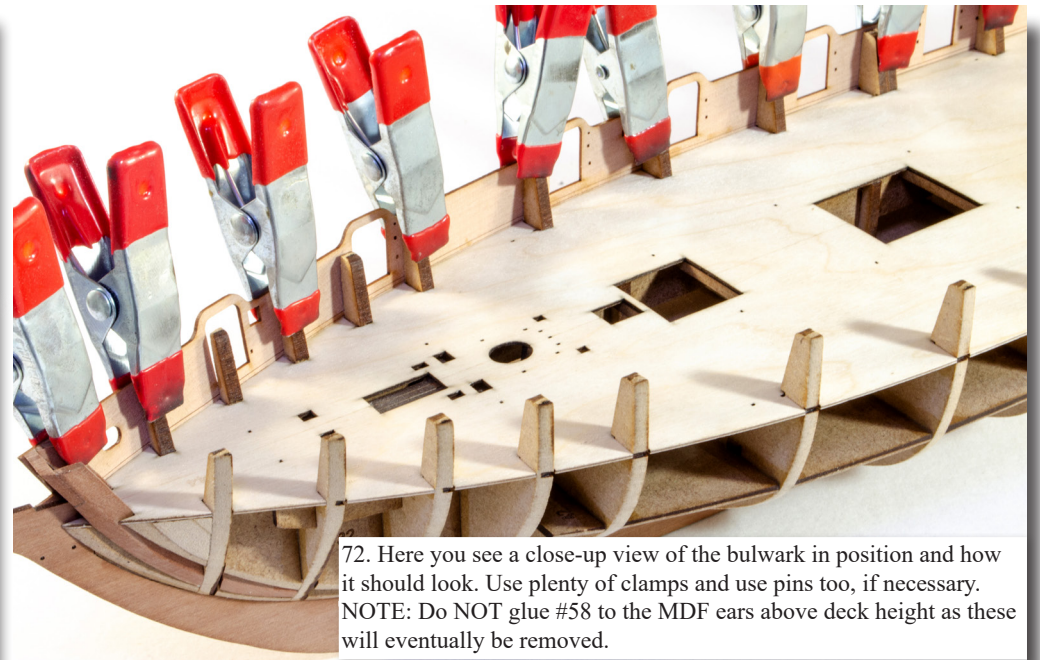 72. Here you see a close-up view of the bulwark in position and how
it should look. Use plenty of clamps and use pins too, if necessary.
NOTE: Do NOT glue #58 to the MDF ears above deck height as these
will eventually be removed.